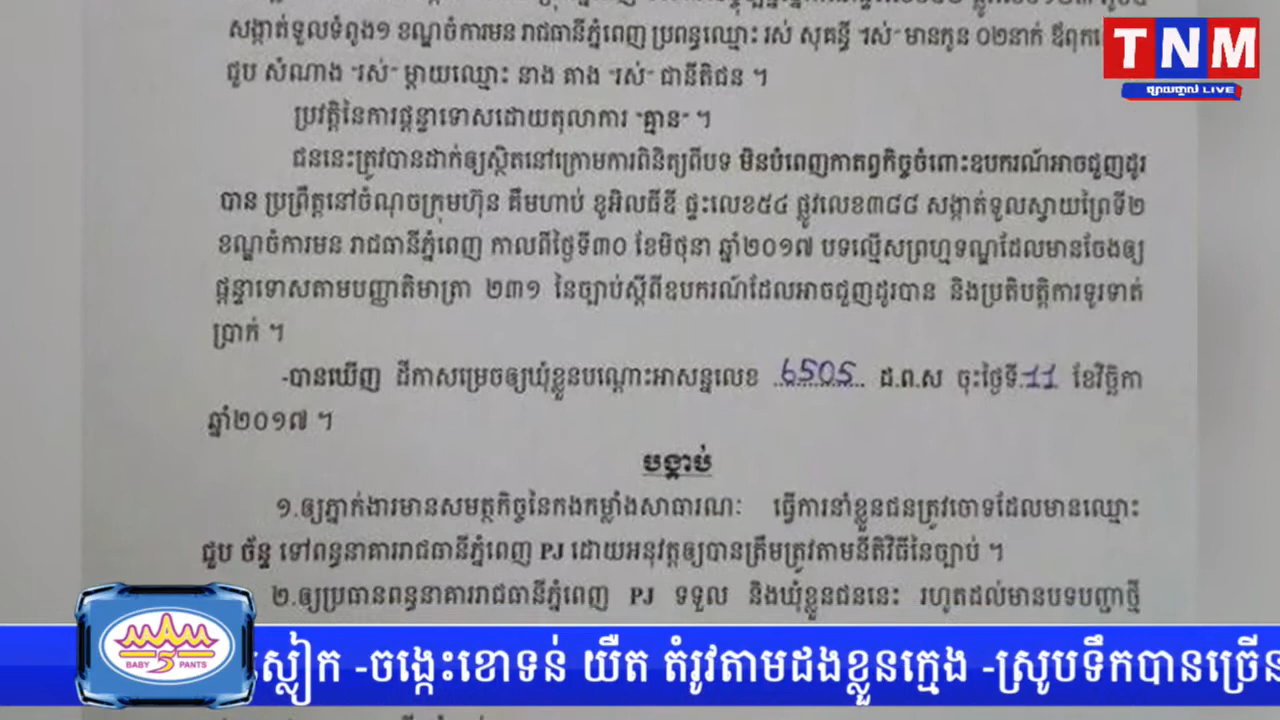 សង្កាត់ទួលទំពូង១ ខណ្ឌចំការមន រាជធានីភ្នំពេញ ប្រពន្ធឈ្មោះ រស់ សុគន្ធី "រស់" មានកូន ០២នាក់ ឪពុក
ជួប សំណាង "រស់" ម្តាយឈ្មោះ នាង គាង "រស់" ជានីតិជន ។
ប្រវត្តិនៃការផ្តន្ទាទោសដោយតុលាការ "គ្មាន" ។
ជននេះត្រូវបានដាក់ឲ្យស្ថិតនៅក្រោមការពិនិត្យពីបទ មិនបំពេញកាតព្វកិច្ចចំពោះឧបករណ៍អាចជួញដូរ
បាន ប្រព្រឹត្តនៅចំណុចក្រុមហ៊ុន គឹមហាប់ ខូអិលធីឌី ផ្ទះលេខ៥៤ ផ្លូវលេខ៣៨៨ សង្កាត់ទួលស្វាយព្រៃទី២
ខណ្ឌចំការមន រាជធានីភ្នំពេញ កាលពីថ្ងៃទី៣០ ខែមិថុនា ឆ្នាំ២០១៧ បទល្មើសព្រហ្មទណ្ឌដែលមានចែងឲ្យ
ផ្តន្ទាទោសតាមបញ្ញាតិមាត្រា ២៣១ នៃច្បាប់ស្តីពីឧបករណ៍ដែលអាចជួញដូរបាន និងប្រតិបត្តិការទូរទាត់
ប្រាក់ ។
-បានឃើញ ដីកាសម្រេចឲ្យឃុំខ្លួនបណ្តោះអាសន្នលេខ 6505 ដ.ព.ស ចុះថ្ងៃទី 11 ខែវិច្ឆិកា
ឆ្នាំ២០១៧ ។
បង្គាប់
១.ឲ្យភ្នាក់ងារមានសមត្ថកិច្ចនៃកងកម្លាំងសាធារណៈ ធ្វើការនាំខ្លួនជនត្រូវចោទដែលមានឈ្មោះ
ជួប ច័ន្ទ ទៅពន្ធនាគាររាជធានីភ្នំពេញ PJ ដោយអនុវត្តឲ្យបានត្រឹមត្រូវតាមនីតិវិធីនៃច្បាប់ ។
២.ឲ្យប្រធានពន្ធនាគាររាជធានីភ្នំពេញ PJ ទទួល និងឃុំខ្លួនជននេះ រហូតដល់មានបទបញ្ជាថ្មី
TNM
ផ្សាយផ្ទាល់ LIVE
BABY 5 PANTS
ស្លៀក -ចង្កេះខោទន់ យឺត តំរូវតាមដងខ្លួនក្មេង -ស្រូបទឹកបានច្រើន